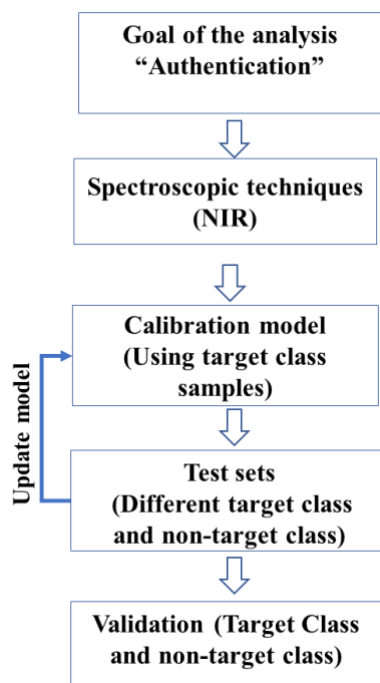 Goal of the analysis
“Authentication”
Spectroscopic techniques
(NIR)
Calibration model
(Using target class
samples)
Update model
Test sets
(Different target class
and non-target class)
Validation (Target Class
and non-target class)